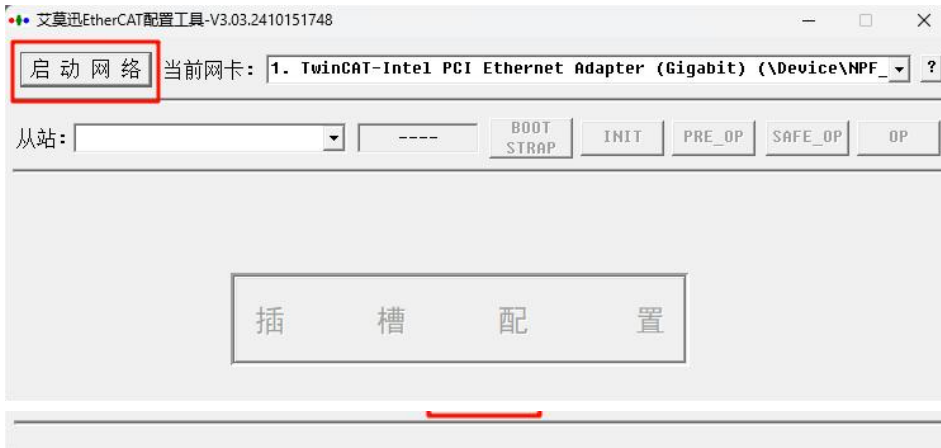 艾莫迅EtherCAT配置工具-V3.03.2410151748
启动网络 当前网卡: 1. TwinCAT-Intel PCI Ethernet Adapter (Gigabit) (\Device\NPF_ ?
从站: ---- BOOT STRAP INIT PRE_OP SAFE_OP OP
插槽配置